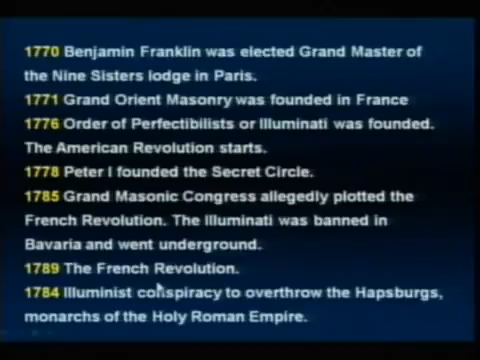 1770 Benjamin Franklin was elected Grand Master of
the Nine Sisters lodge in Paris.
1771 Grand Orient Masonry was founded in France
1776 Order of Perfectibilists or Illuminati was founded.
The American Revolution starts.
1778 Peter I founded the Secret Circle.
1785 Grand Masonic Congress allegedly plotted the
French Revolution. The Illuminati was banned in
Bavaria and went underground.
1789 The French Revolution.
1784 Illuminist conspiracy to overthrow the Hapsburgs,
monarchs of the Holy Roman Empire.